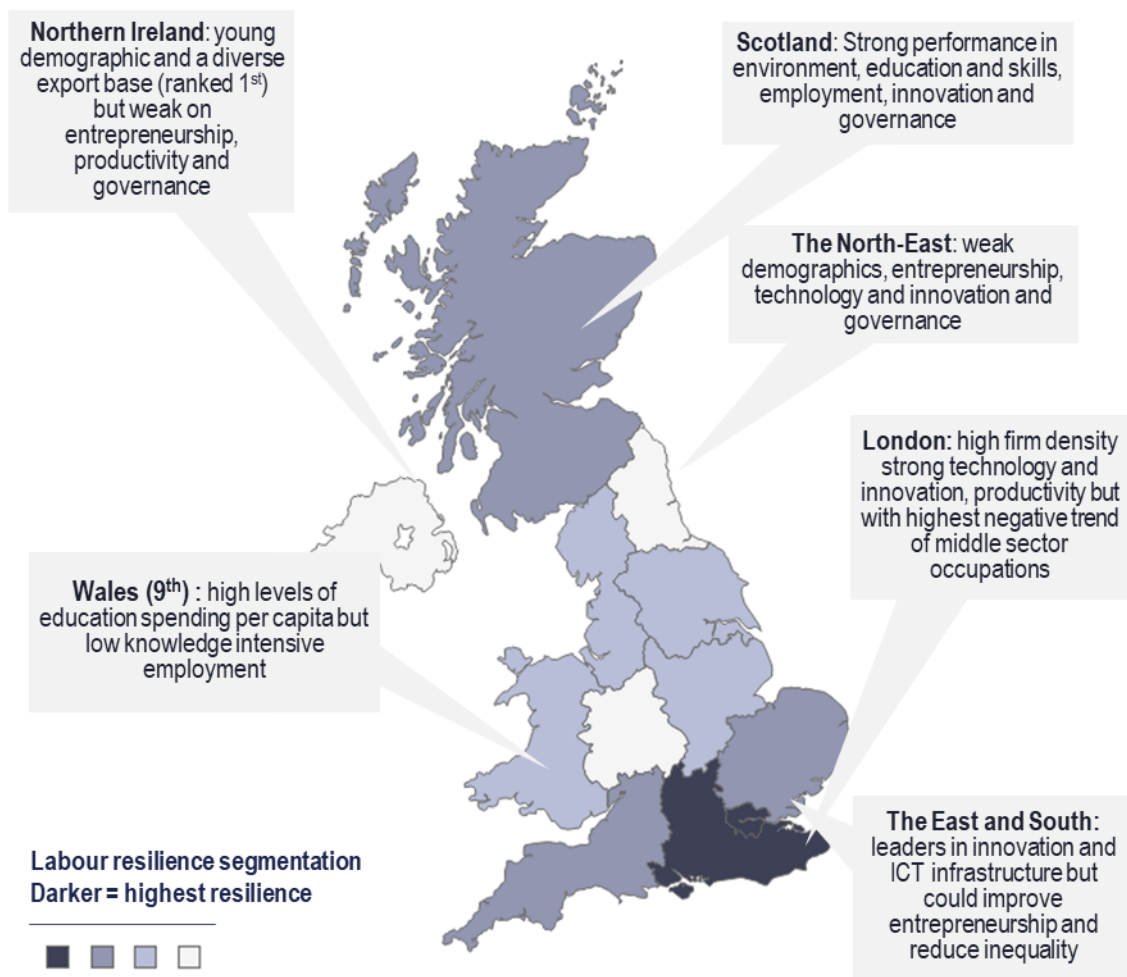 Northern Ireland: young
demographic and a diverse
export base (ranked 1st)
but weak on
entrepreneurship,
productivity and
governance
Scotland: Strong performance in
environment, education and skills,
employment, innovation and
governance
The North-East: weak
demographics, entrepreneurship,
technology and innovation and
governance
London: high firm density
strong technology and
innovation, productivity but
with highest negative trend
of middle sector
occupations
Wales (9th) : high levels of
education spending per capita but
low knowledge intensive
employment
The East and South:
leaders in innovation and
ICT infrastructure but
could improve
entrepreneurship and
reduce inequality
Labour resilience segmentation
Darker = highest resilience